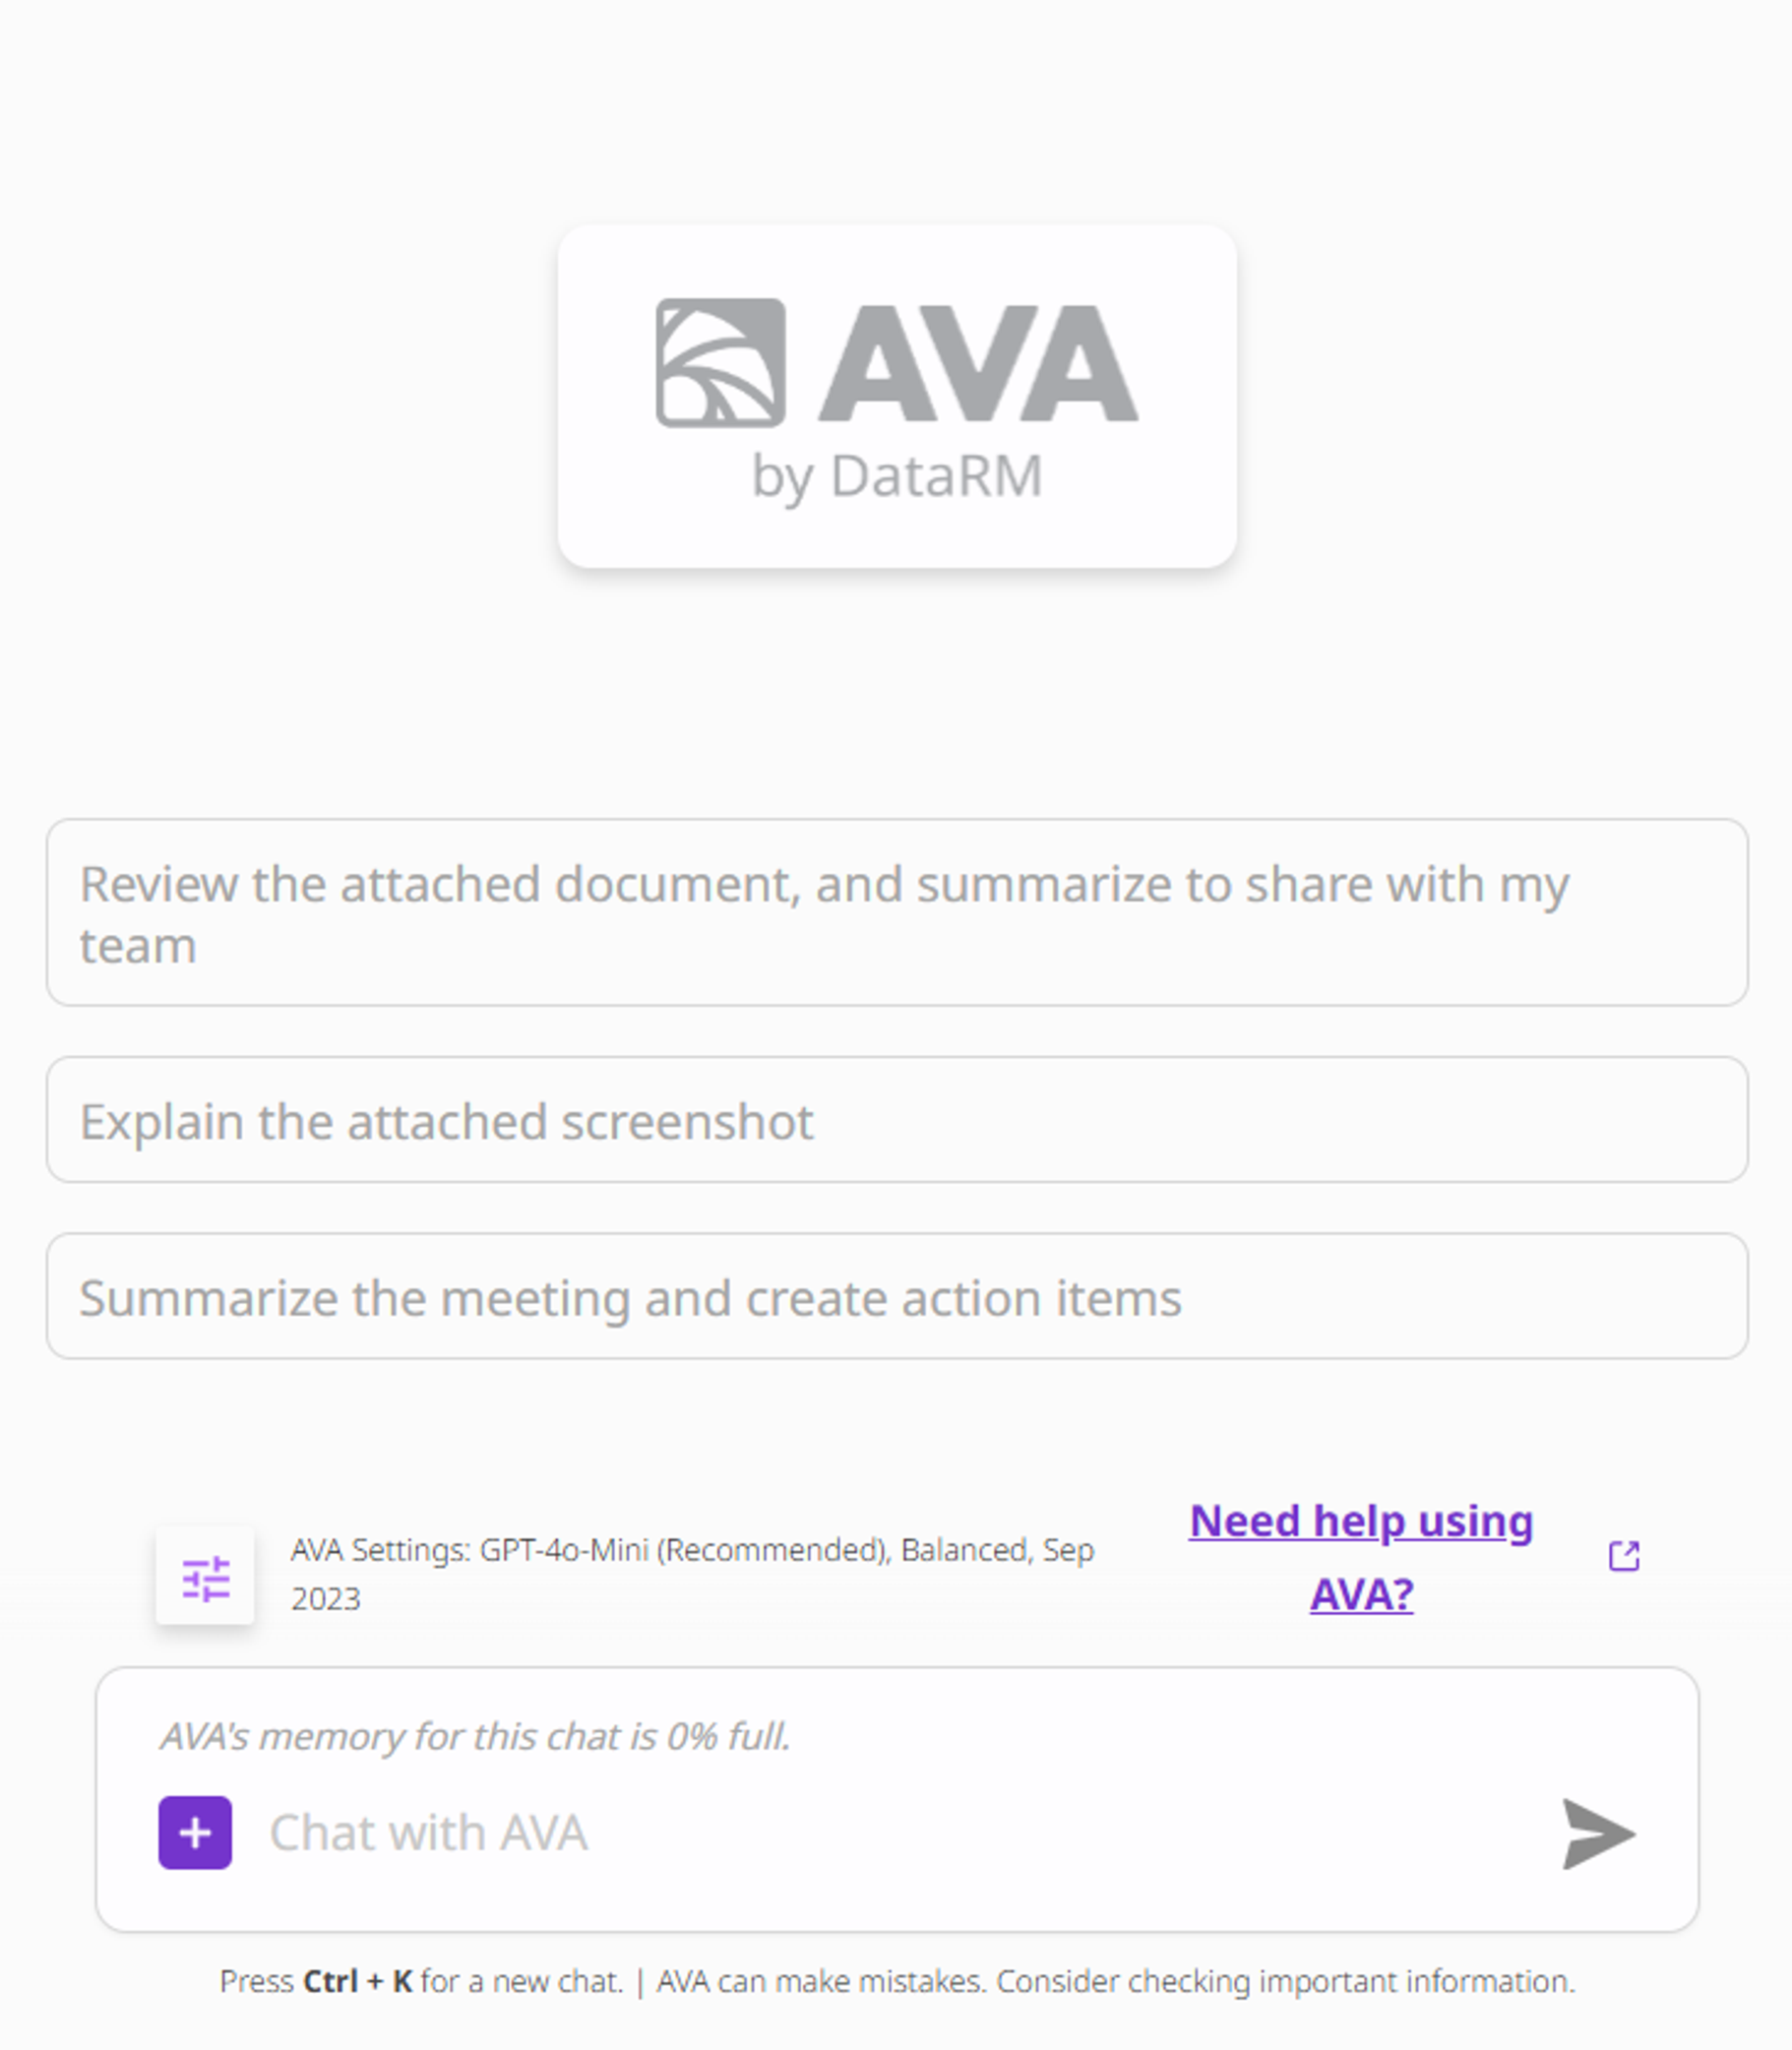 AVA
by DataRM
Review the attached document, and summarize to share with my
team
Explain the attached screenshot
Summarize the meeting and create action items
AVA Settings: GPT-4o-Mini (Recommended), Balanced, Sep
2023
Need help using
AVA?
AVA's memory for this chat is 0% full.
Chat with AVA
Press Ctrl + K for a new chat. | AVA can make mistakes. Consider checking important information.